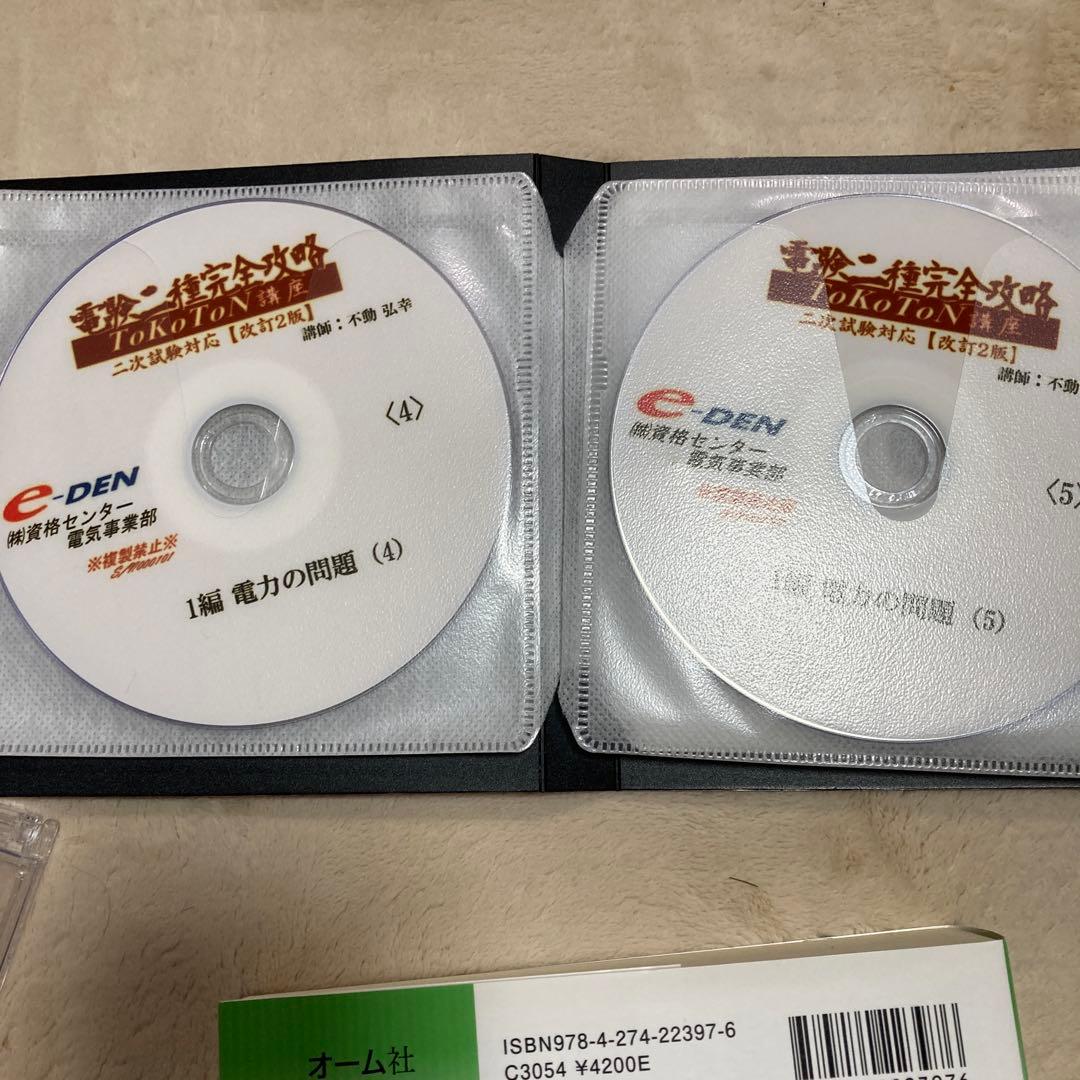 電験二種完全攻略
ToKoToN講座
二次試験対応【改訂2版】
講師：不動 弘幸
〈4〉
e-DEN
㈱資格センター
電気事業部
※複製禁止※
S/N000101
1編 電力の問題（4）
電験二種完全攻略
ToKoToN講座
二次試験対応【改訂2版】
講師：不動
〈5〉
e-DEN
㈱資格センター
電気事業部
※複製禁止※
1編 電力の問題（5）
オーム社
ISBN978-4-274-22397-6
C3054 ¥4200E